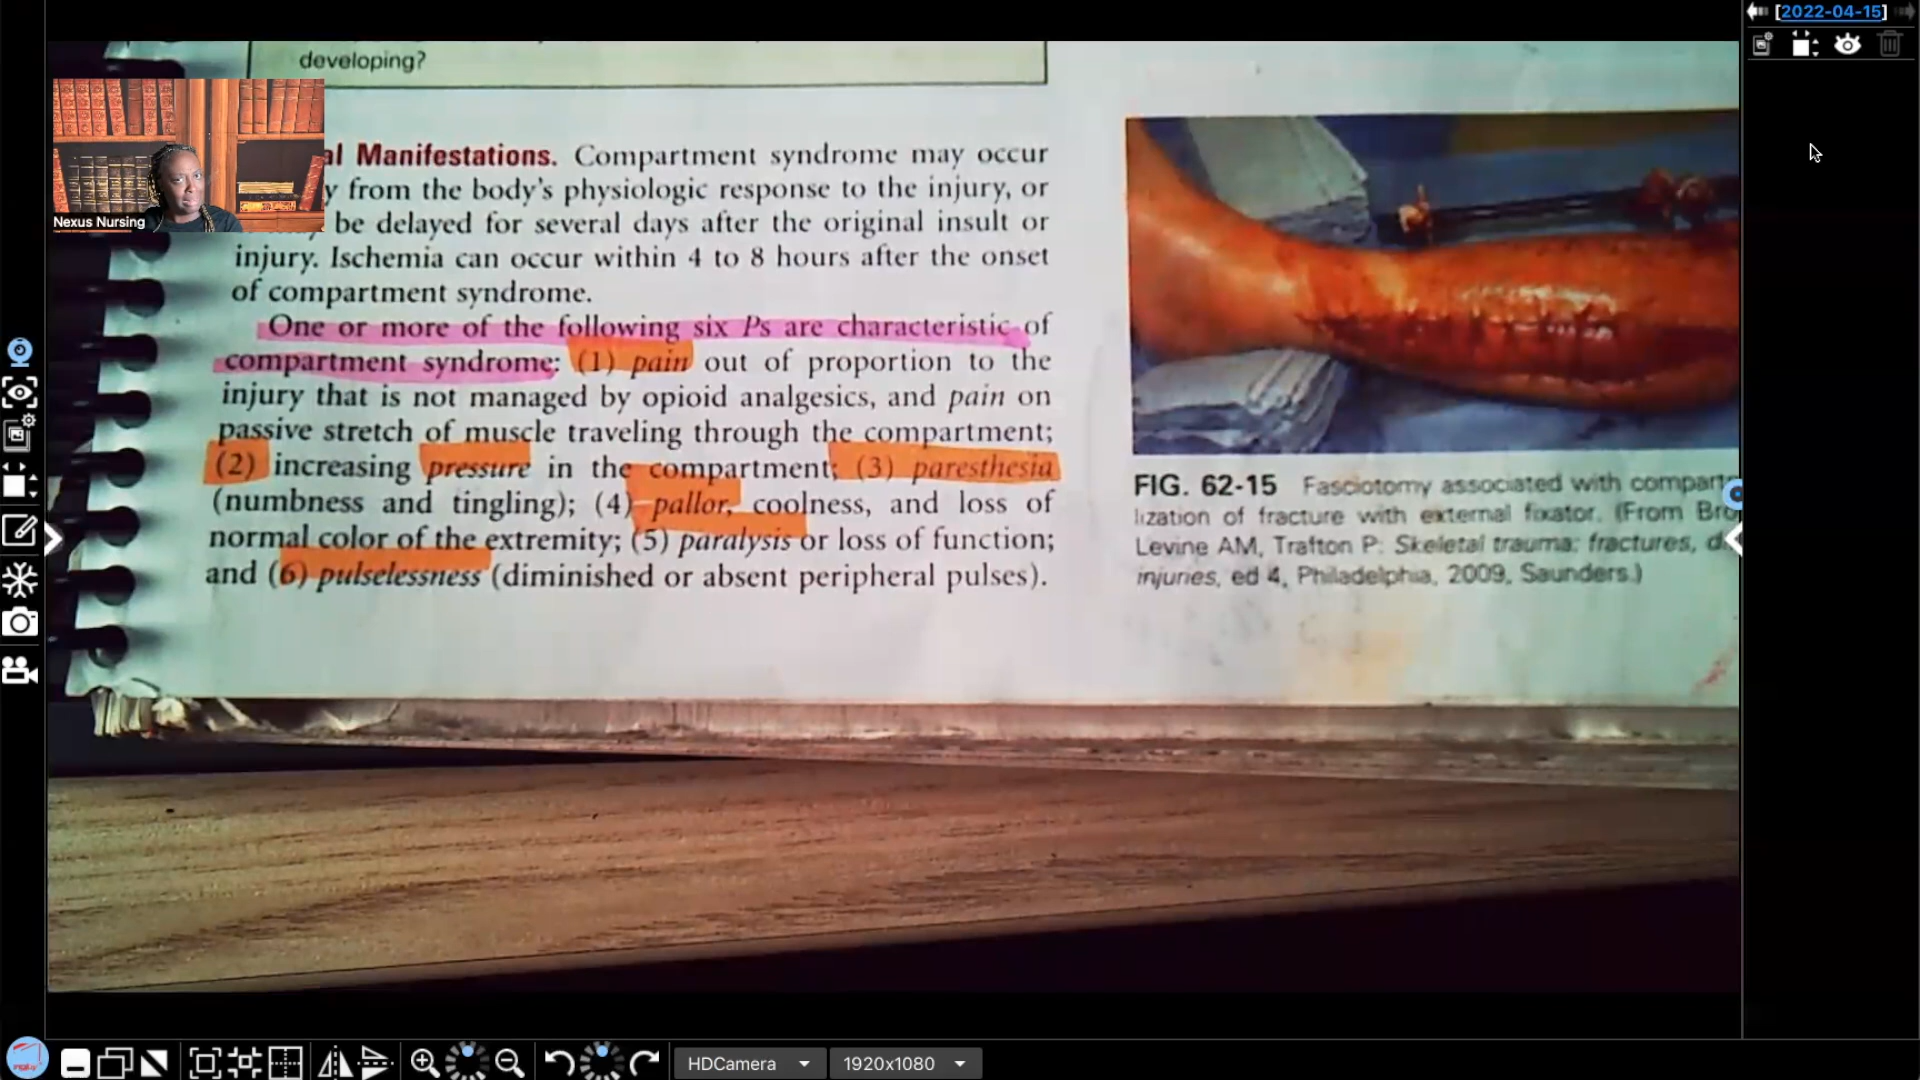 [2022-04-15]
developing?
Nexus Nursing
al Manifestations. Compartment syndrome may occur
y from the body's physiologic response to the injury, or
be delayed for several days after the original insult or
injury. Ischemia can occur within 4 to 8 hours after the onset
of compartment syndrome.
One or more of the following six Ps are characteristic of
compartment syndrome: (1) pain out of proportion to the
injury that is not managed by opioid analgesics, and pain on
passive stretch of muscle traveling through the compartment;
(2) increasing pressure in the compartment; (3) paresthesia
(numbness and tingling); (4) pallor, coolness, and loss of
normal color of the extremity; (5) paralysis or loss of function;
and (6) pulselessness (diminished or absent peripheral pulses).
FIG. 62-15 Fasciotomy associated with compart
lization of fracture with external fixator. (From Bro
Levine AM, Trafton P: Skeletal trauma: fractures, d
injuries, ed 4, Philadelphia, 2009, Saunders.)
HDCamera
1920x1080